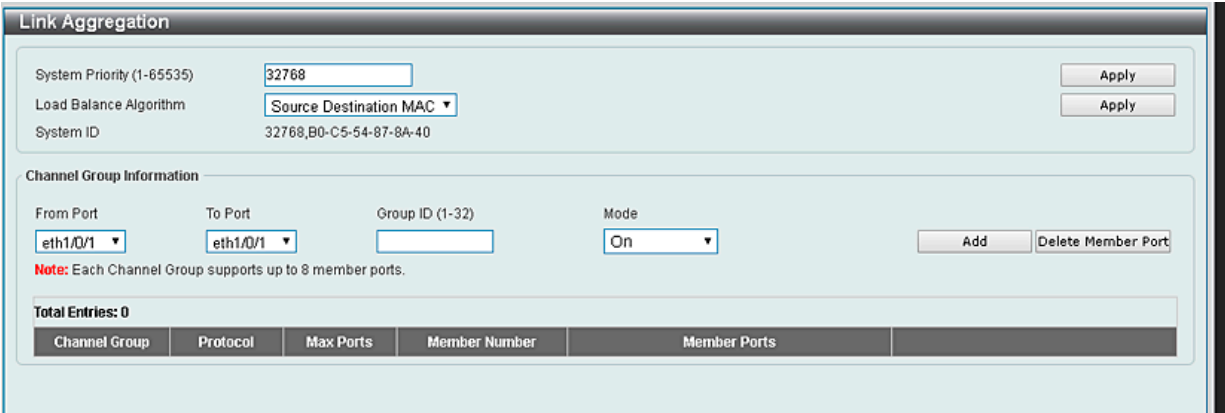 Link Aggregation
System Priority (1-65535) 32768 Apply
Load Balance Algorithm Source Destination MAC Apply
System ID 32768,B0-C5-54-87-8A-40
Channel Group Information
From Port To Port Group ID (1-32) Mode
eth1/0/1 eth1/0/1 On Add Delete Member Port
Note: Each Channel Group supports up to 8 member ports.
Total Entries: 0
Channel Group Protocol Max Ports Member Number Member Ports